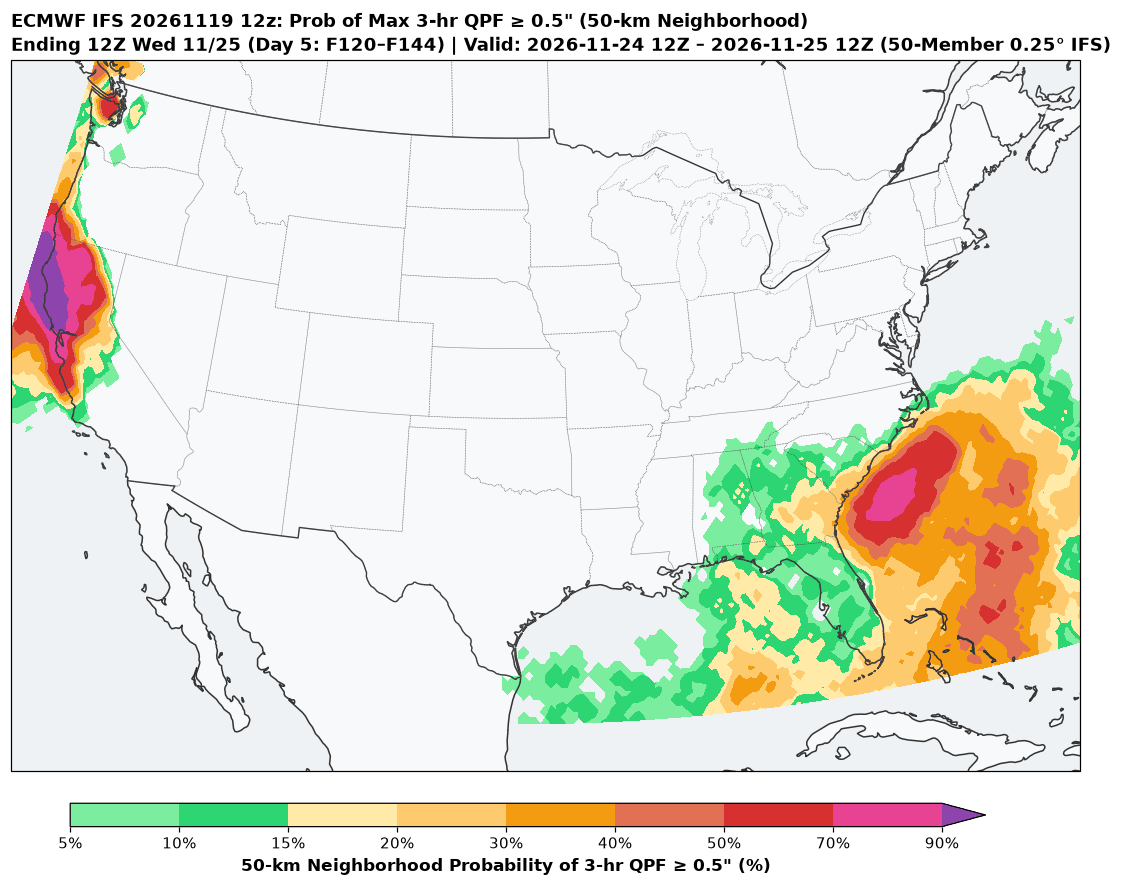 ECMWF IFS 20261119 12z: Prob of Max 3-hr QPF ≥ 0.5" (50-km Neighborhood)
Ending 12Z Wed 11/25 (Day 5: F120–F144) | Valid: 2026-11-24 12Z – 2026-11-25 12Z (50-Member 0.25° IFS)
5% 10% 15% 20% 30% 40% 50% 70% 90%
50-km Neighborhood Probability of 3-hr QPF ≥ 0.5" (%)